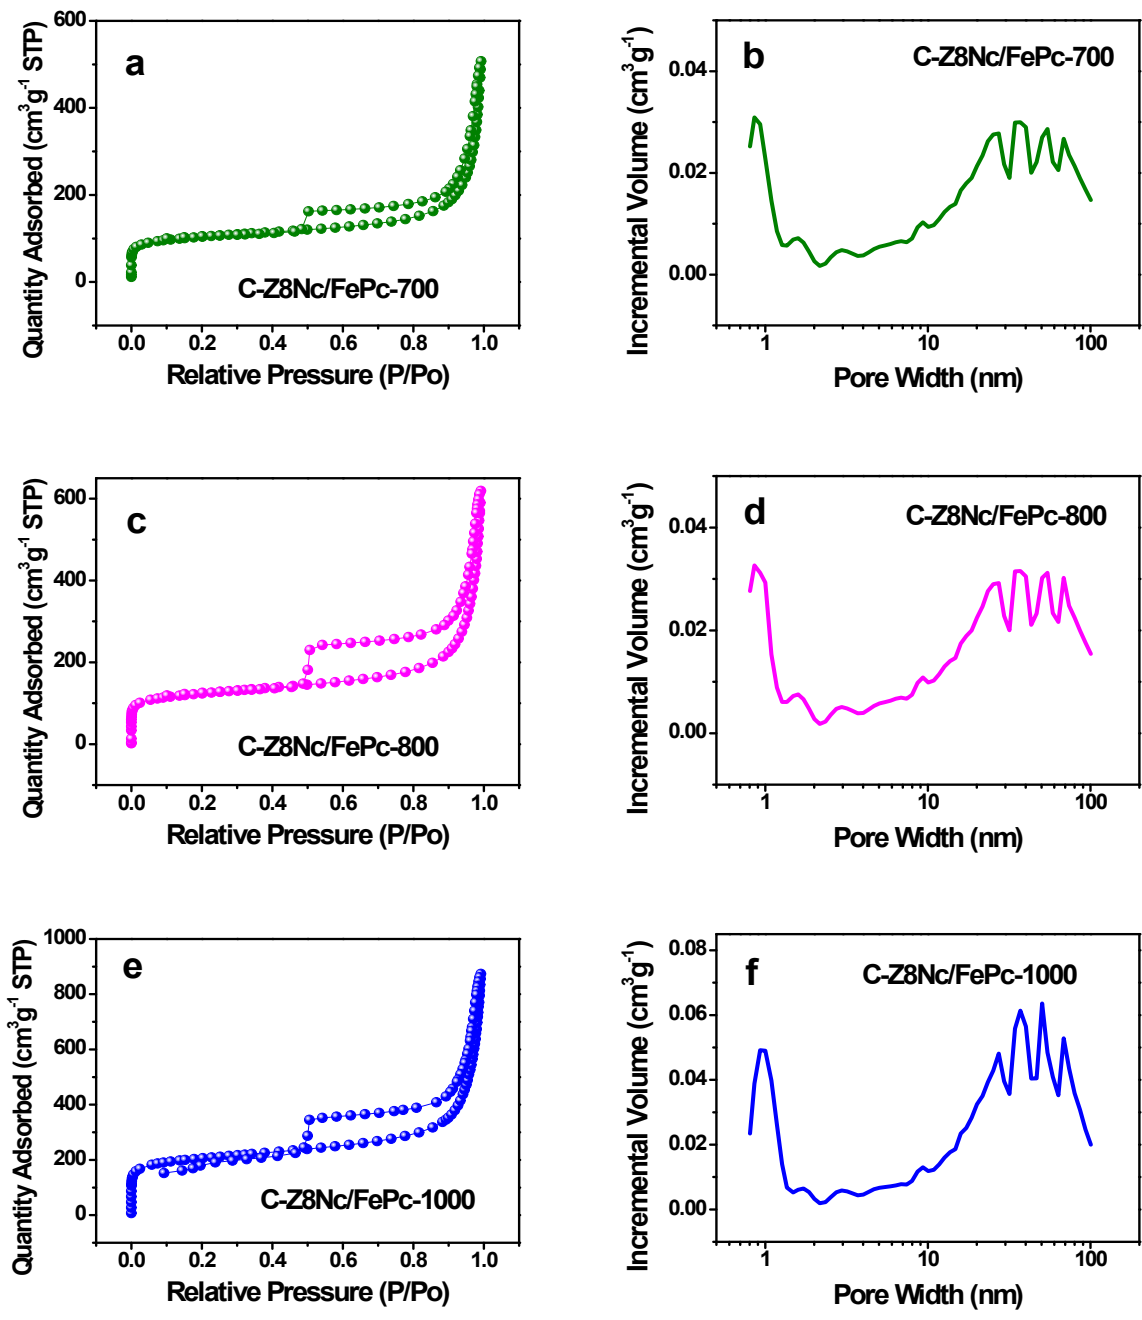 a
Quantity Adsorbed (cm³g⁻¹ STP)
600
400
200
0
C-Z8Nc/FePc-700
0.0 0.2 0.4 0.6 0.8 1.0
Relative Pressure (P/Po)
b
C-Z8Nc/FePc-700
Incremental Volume (cm³g⁻¹)
0.04
0.02
0.00
1 10 100
Pore Width (nm)
c
Quantity Adsorbed (cm³g⁻¹ STP)
600
400
200
0
C-Z8Nc/FePc-800
0.0 0.2 0.4 0.6 0.8 1.0
Relative Pressure (P/Po)
d
C-Z8Nc/FePc-800
Incremental Volume (cm³g⁻¹)
0.04
0.02
0.00
1 10 100
Pore Width (nm)
e
Quantity Adsorbed (cm³g⁻¹ STP)
1000
800
600
400
200
0
C-Z8Nc/FePc-1000
0.0 0.2 0.4 0.6 0.8 1.0
Relative Pressure (P/Po)
f
C-Z8Nc/FePc-1000
Incremental Volume (cm³g⁻¹)
0.08
0.06
0.04
0.02
0.00
1 10 100
Pore Width (nm)